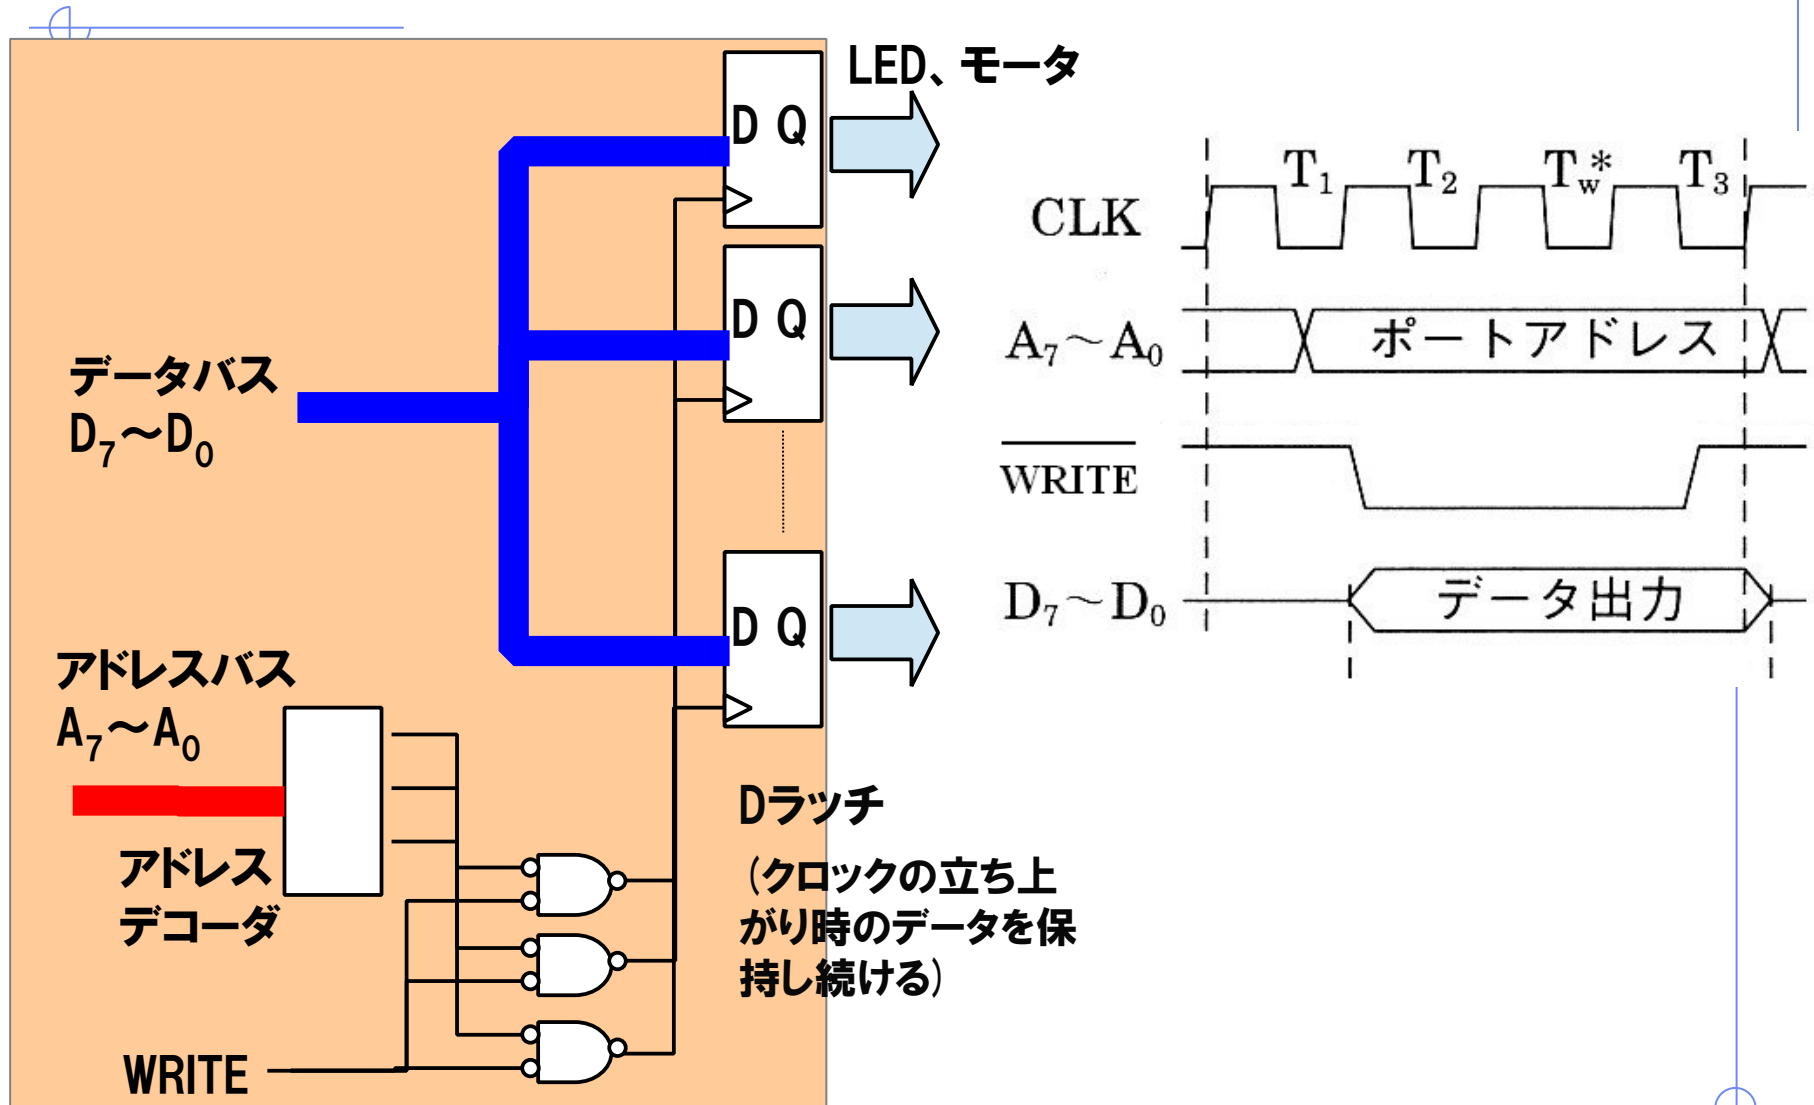 LED、モータ
D Q
D Q
D Q
データバス
D₇～D₀
アドレスバス
A₇～A₀
アドレス
デコーダ
WRITE
Dラッチ
（クロックの立ち上
がり時のデータを保
持し続ける）
T₁ T₂ T_w* T₃
CLK
A₇～A₀ ポートアドレス
WRITE
D₇～D₀ データ出力